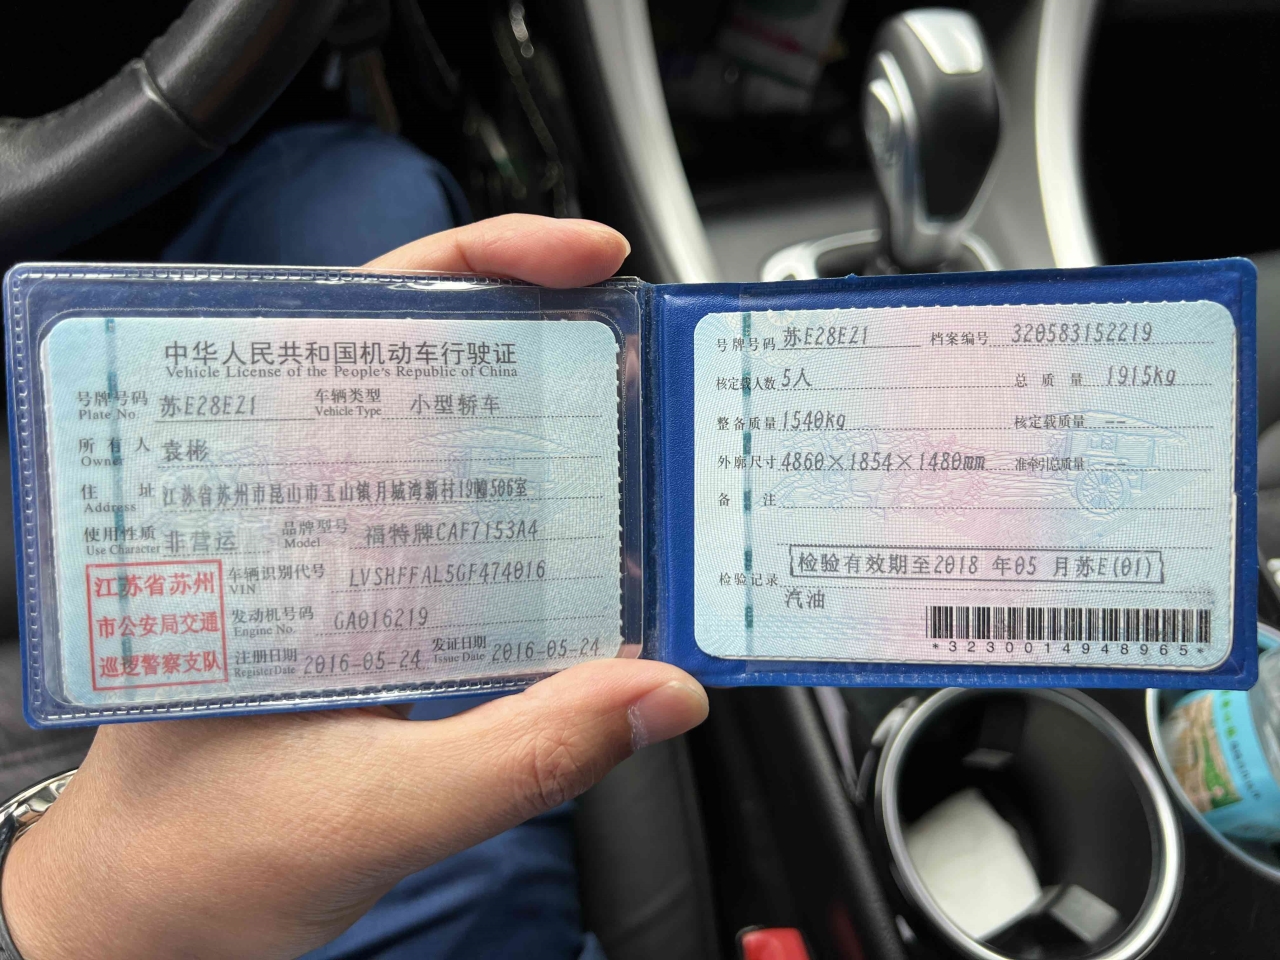 中华人民共和国机动车行驶证
Vehicle License of the People's Republic of China
号牌号码 Plate No. 苏E28EZ1 车辆类型 Vehicle Type 小型轿车
所有人 Owner 袁彬
住址 Address 江苏省苏州市昆山市玉山镇月城湾新村19幢506室
使用性质 Use Character 非营运 品牌型号 Model 福特牌CAF7153A4
江苏省苏州
市公安局交通
巡逻警察支队
车辆识别代号 VIN LVSHFFAL5GF474016
发动机号码 Engine No. GA016219
注册日期 Register Date 2016-05-24 发证日期 Issue Date 2016-05-24
号牌号码 苏E28EZ1 档案编号 320583152219
核定载人数 5人 总质量 1915kg
整备质量 1540kg 核定载质量 --
外廓尺寸 4860×1854×1480mm 准牵引总质量 --
备注
检验记录 检验有效期至2018 年05 月苏E(01)
汽油
*3230014948965*